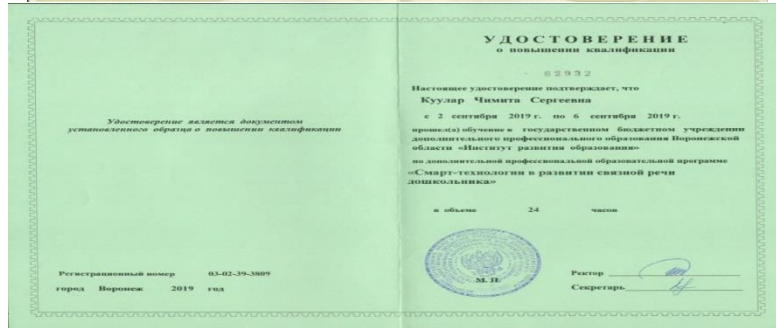 Удостоверение является документом
установленного образца о повышении квалификации
Регистрационный номер 03-02-39-3809
город Воронеж 2019 год
УДОСТОВЕРЕНИЕ
о повышении квалификации
02932
Настоящее удостоверение подтверждает, что
Куулар Чимита Сергеевна
с 2 сентября 2019 г. по 6 сентября 2019 г.
прошел(а) обучение в государственном бюджетном учреждении
дополнительного профессионального образования Воронежской
области «Институт развития образования»
по дополнительной профессиональной образовательной программе
«Смарт-технологии в развитии связной речи
дошкольника»
в объеме 24 часов
М. П.
Ректор
Секретарь